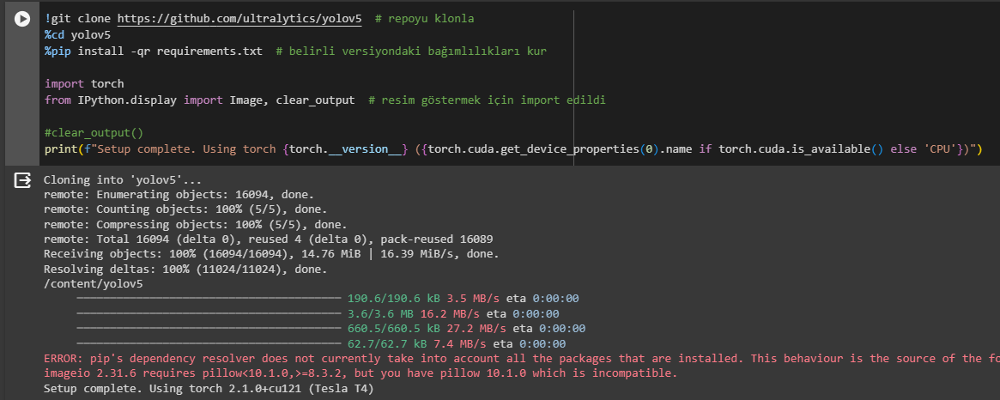 !git clone https://github.com/ultralytics/yolov5  # repoyu klonla
%cd yolov5
%pip install -qr requirements.txt  # belirli versiyondaki bağımlılıkları kur
import torch
from IPython.display import Image, clear_output  # resim göstermek için import edildi
#clear_output()
print(f"Setup complete. Using torch {torch.__version__} ({torch.cuda.get_device_properties(0).name if torch.cuda.is_available() else 'CPU'})")
Cloning into 'yolov5'...
remote: Enumerating objects: 16094, done.
remote: Counting objects: 100% (5/5), done.
remote: Compressing objects: 100% (5/5), done.
remote: Total 16094 (delta 0), reused 4 (delta 0), pack-reused 16089
Receiving objects: 100% (16094/16094), 14.76 MiB | 16.39 MiB/s, done.
Resolving deltas: 100% (11024/11024), done.
/content/yolov5
190.6/190.6 kB 3.5 MB/s eta 0:00:00
3.6/3.6 MB 16.2 MB/s eta 0:00:00
660.5/660.5 kB 27.2 MB/s eta 0:00:00
62.7/62.7 kB 7.4 MB/s eta 0:00:00
ERROR: pip's dependency resolver does not currently take into account all the packages that are installed. This behaviour is the source of the fo
imageio 2.31.6 requires pillow<10.1.0,>=8.3.2, but you have pillow 10.1.0 which is incompatible.
Setup complete. Using torch 2.1.0+cu121 (Tesla T4)